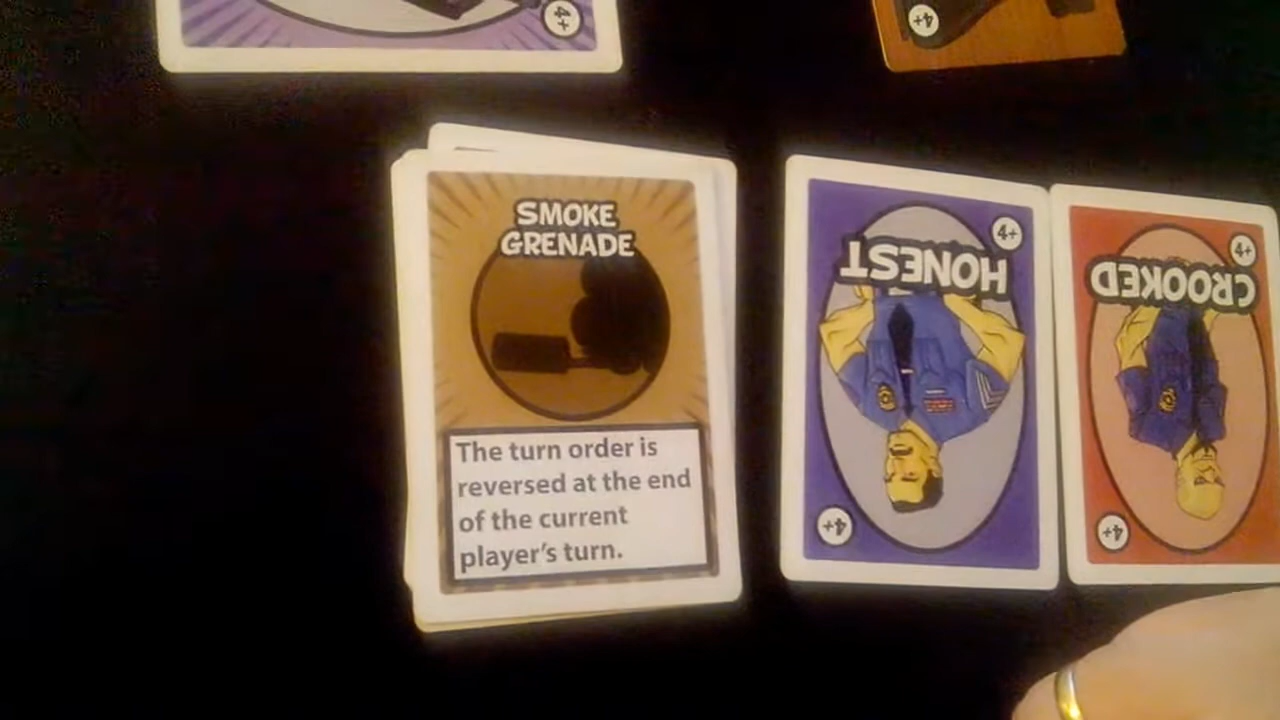 4+
4+
SMOKE
GRENADE
The turn order is
reversed at the end
of the current
player's turn.
4+
HONEST
4+
4+
CROOKED
4+